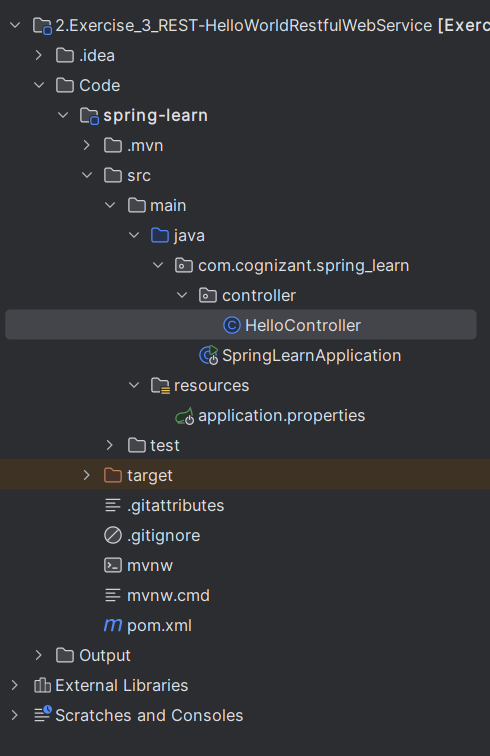 2.Exercise_3_REST-HelloWorldRestfulWebService [Exerc
.idea
Code
spring-learn
.mvn
src
main
java
com.cognizant.spring_learn
controller
HelloController
SpringLearnApplication
resources
application.properties
test
target
.gitattributes
.gitignore
mvnw
mvnw.cmd
pom.xml
Output
External Libraries
Scratches and Consoles